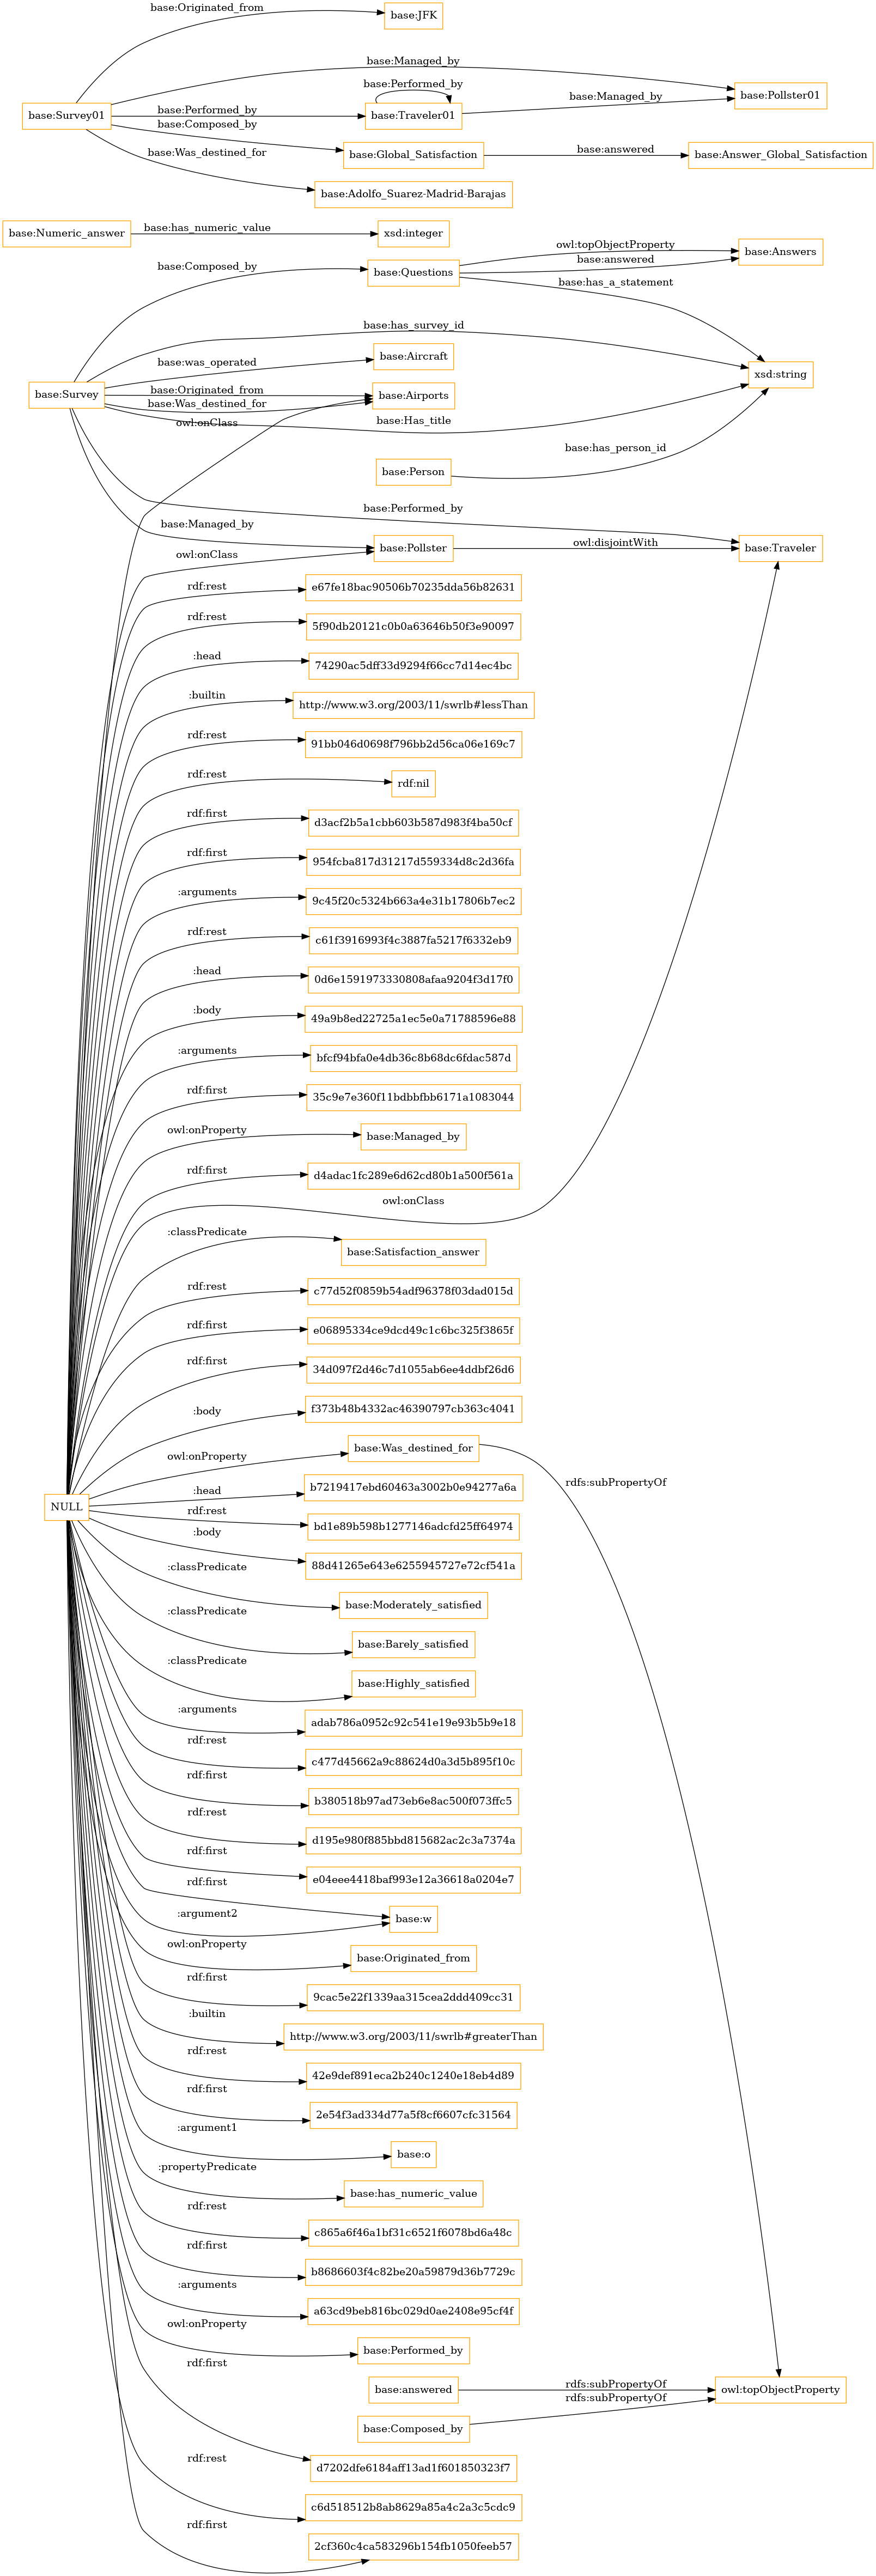 base:Originated_from
base:JFK
base:Managed_by
base:Performed_by
base:Pollster01
base:Managed_by
base:Survey01
base:Performed_by
base:Traveler01
base:Composed_by
base:Was_destined_for
base:Global_Satisfaction
base:answered
base:Answer_Global_Satisfaction
base:Adolfo_Suarez-Madrid-Barajas
base:Numeric_answer
base:has_numeric_value
xsd:integer
owl:topObjectProperty
base:Answers
base:Composed_by
base:Questions
base:answered
base:has_a_statement
base:has_survey_id
base:was_operated
base:Aircraft
xsd:string
base:Survey
base:Originated_from
base:Was_destined_for
base:Airports
owl:onClass
base:Has_title
base:Person
base:has_person_id
base:Performed_by
base:Managed_by
base:Pollster
owl:disjointWith
base:Traveler
owl:onClass
rdf:rest
e67fe18bac90506b70235dda56b82631
rdf:rest
5f90db20121c0b0a63646b50f3e90097
:head
74290ac5dff33d9294f66cc7d14ec4bc
:builtin
http://www.w3.org/2003/11/swrlb#lessThan
rdf:rest
91bb046d0698f796bb2d56ca06e169c7
rdf:rest
rdf:nil
rdf:first
d3acf2b5a1cbb603b587d983f4ba50cf
rdf:first
954fcba817d31217d559334d8c2d36fa
:arguments
9c45f20c5324b663a4e31b17806b7ec2
rdf:rest
c61f3916993f4c3887fa5217f6332eb9
:head
0d6e1591973330808afaa9204f3d17f0
:body
49a9b8ed22725a1ec5e0a71788596e88
:arguments
bfcf94bfa0e4db36c8b68dc6fdac587d
rdf:first
35c9e7e360f11bdbbfbb6171a1083044
owl:onProperty
base:Managed_by
rdf:first
d4adac1fc289e6d62cd80b1a500f561a
owl:onClass
:classPredicate
base:Satisfaction_answer
rdf:rest
c77d52f0859b54adf96378f03dad015d
rdf:first
e06895334ce9dcd49c1c6bc325f3865f
rdf:first
34d097f2d46c7d1055ab6ee4ddbf26d6
:body
f373b48b4332ac46390797cb363c4041
owl:onProperty
base:Was_destined_for
rdfs:subPropertyOf
NULL
:head
b7219417ebd60463a3002b0e94277a6a
rdf:rest
bd1e89b598b1277146adcfd25ff64974
:body
88d41265e643e6255945727e72cf541a
:classPredicate
base:Moderately_satisfied
:classPredicate
base:Barely_satisfied
:classPredicate
base:Highly_satisfied
:arguments
adab786a0952c92c541e19e93b5b9e18
rdf:rest
c477d45662a9c88624d0a3d5b895f10c
rdf:first
b380518b97ad73eb6e8ac500f073ffc5
rdf:rest
d195e980f885bbd815682ac2c3a7374a
rdf:first
e04eee4418baf993e12a36618a0204e7
rdf:first
:argument2
base:w
owl:onProperty
base:Originated_from
rdf:first
9cac5e22f1339aa315cea2ddd409cc31
:builtin
http://www.w3.org/2003/11/swrlb#greaterThan
rdf:rest
42e9def891eca2b240c1240e18eb4d89
rdf:first
2e54f3ad334d77a5f8cf6607cfc31564
:argument1
base:o
:propertyPredicate
base:has_numeric_value
rdf:rest
c865a6f46a1bf31c6521f6078bd6a48c
rdf:first
b8686603f4c82be20a59879d36b7729c
:arguments
a63cd9beb816bc029d0ae2408e95cf4f
owl:onProperty
base:Performed_by
rdf:first
base:answered
rdfs:subPropertyOf
owl:topObjectProperty
base:Composed_by
rdfs:subPropertyOf
d7202dfe6184aff13ad1f601850323f7
rdf:rest
c6d518512b8ab8629a85a4c2a3c5cdc9
rdf:first
2cf360c4ca583296b154fb1050feeb57